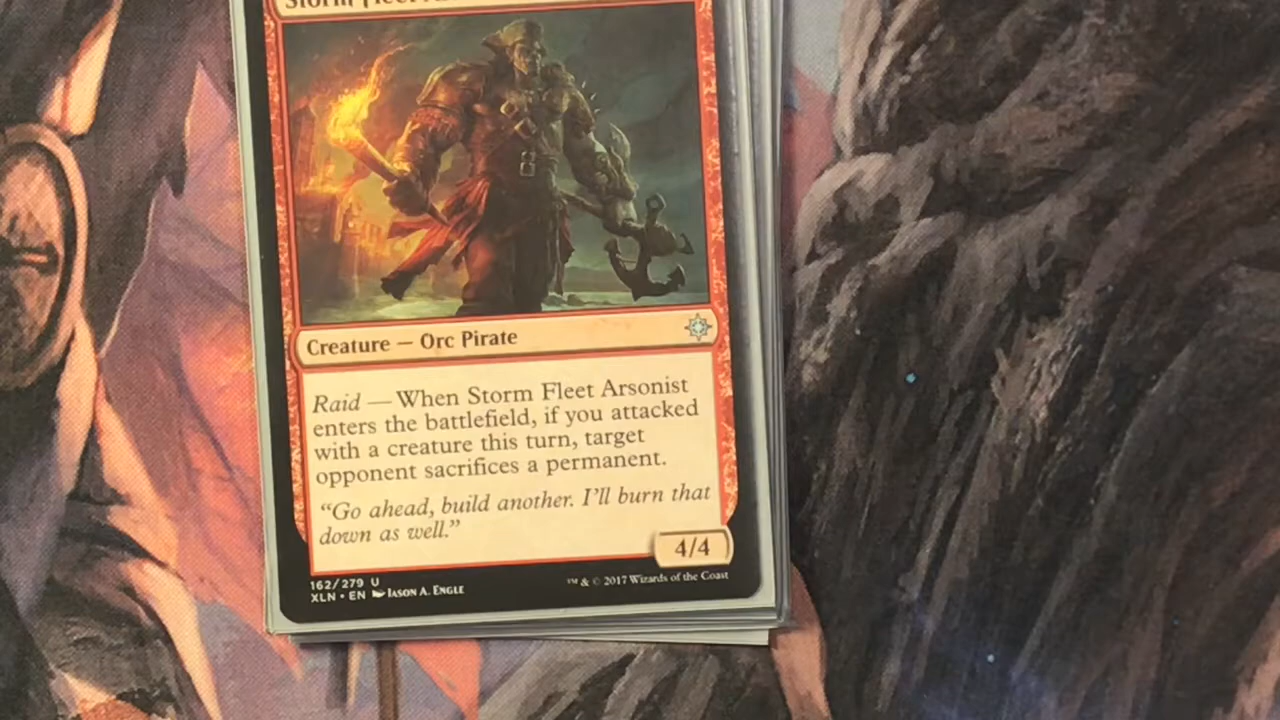 Storm Fleet
Creature — Orc Pirate
Raid — When Storm Fleet Arsonist
enters the battlefield, if you attacked
with a creature this turn, target
opponent sacrifices a permanent.
“Go ahead, build another. I’ll burn that
down as well.”
4/4
162/279 U
XLN • EN Jason A. Engle
™ & © 2017 Wizards of the Coast